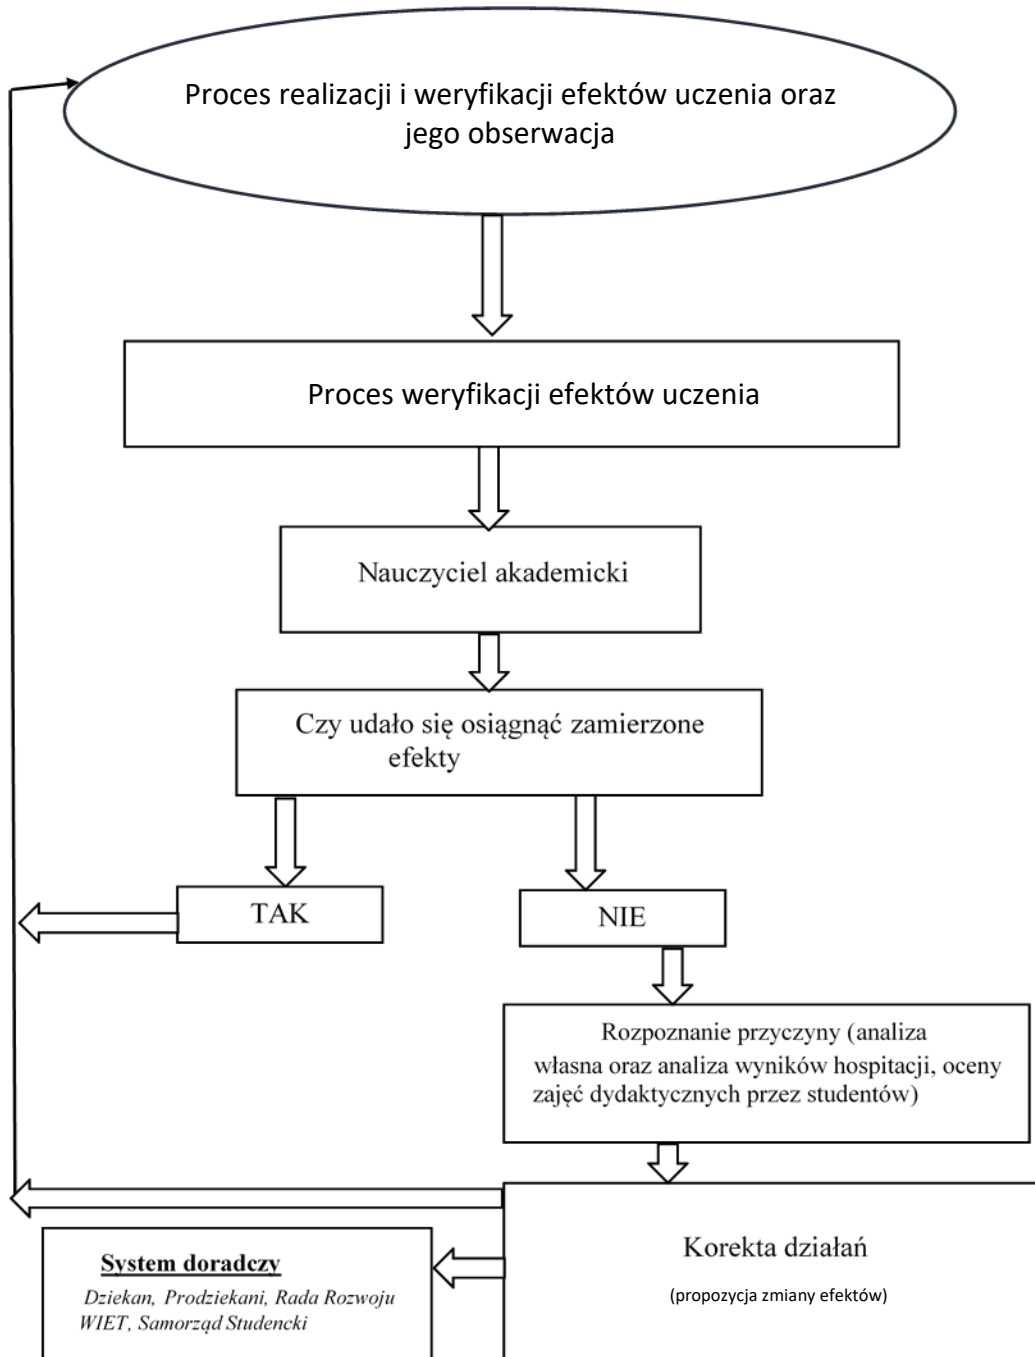 Proces realizacji i weryfikacji efektów uczenia oraz
jego obserwacja
Proces weryfikacji efektów uczenia
Nauczyciel akademicki
Czy udało się osiągnąć zamierzone
efekty
TAK
NIE
Rozpoznanie przyczyny (analiza
własna oraz analiza wyników hospitacji, oceny
zajęć dydaktycznych przez studentów)
Korekta działań
(propozycja zmiany efektów)
System doradczy
Dziekan, Prodziekani, Rada Rozwoju
WIET, Samorząd Studencki